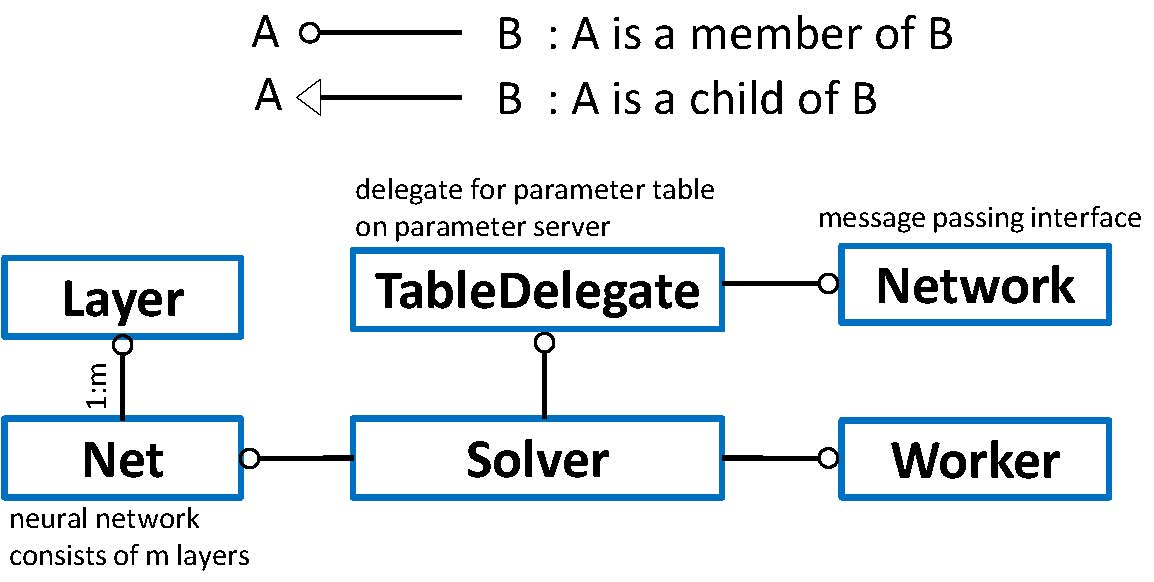 A B : A is a member of B
A B : A is a child of B
delegate for parameter table
on parameter server
message passing interface
Layer
TableDelegate
Network
1:m
Net
Solver
Worker
neural network
consists of m layers